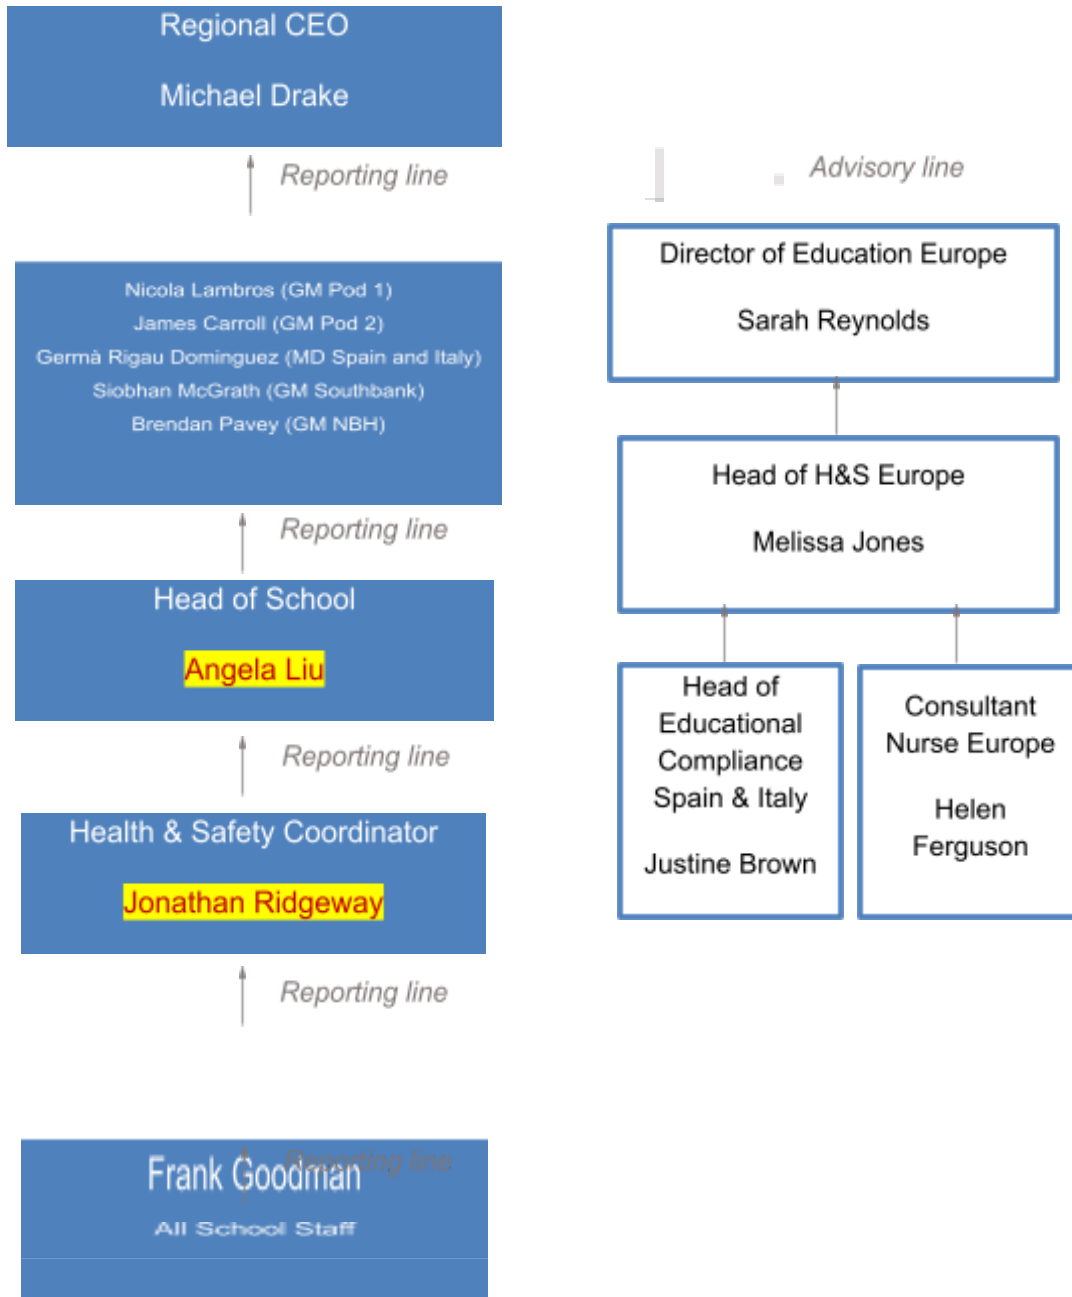 Regional CEO
Michael Drake
Reporting line
Nicola Lambros (GM Pod 1)
James Carroll (GM Pod 2)
Germà Rigau Dominguez (MD Spain and Italy)
Siobhan McGrath (GM Southbank)
Brendan Pavey (GM NBH)
Reporting line
Head of School
Angela Liu
Reporting line
Health & Safety Coordinator
Jonathan Ridgeway
Reporting line
Reporting line
Frank Goodman
All School Staff
Advisory line
Director of Education Europe
Sarah Reynolds
Head of H&S Europe
Melissa Jones
Head of
Educational
Compliance
Spain & Italy
Justine Brown
Consultant
Nurse Europe
Helen
Ferguson